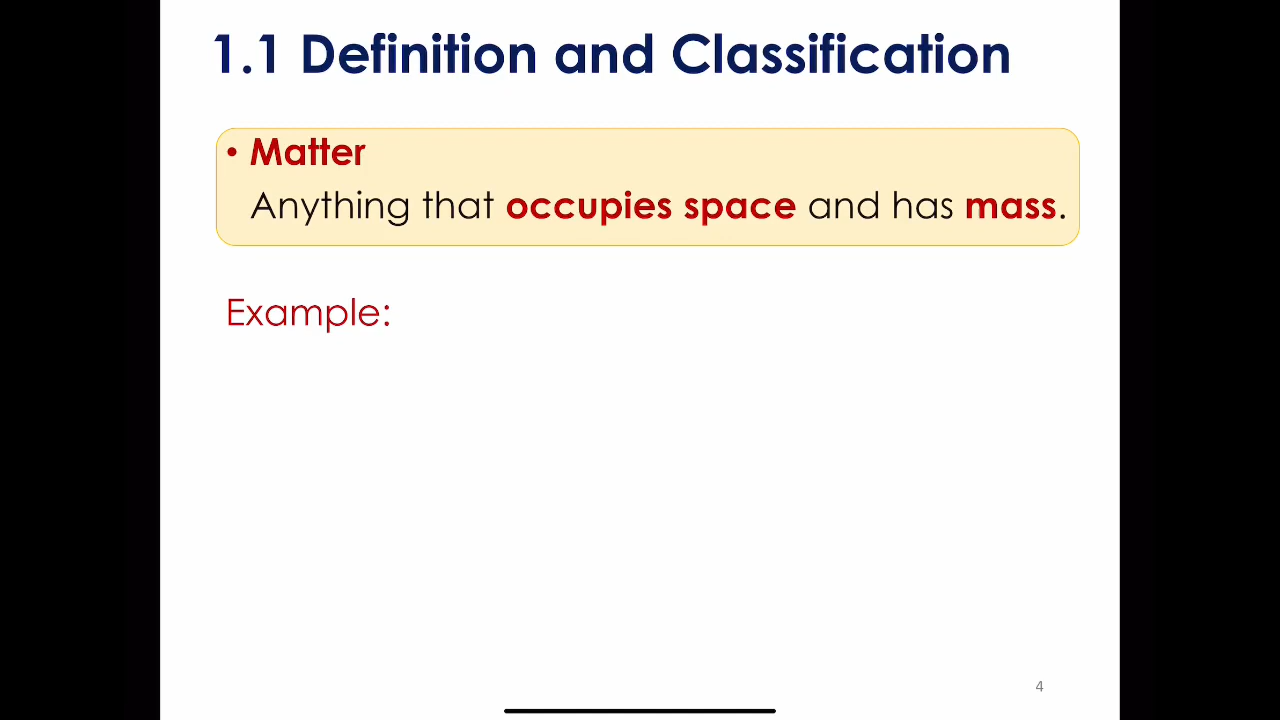 1.1 Definition and Classification
• Matter
Anything that occupies space and has mass.
Example:
4